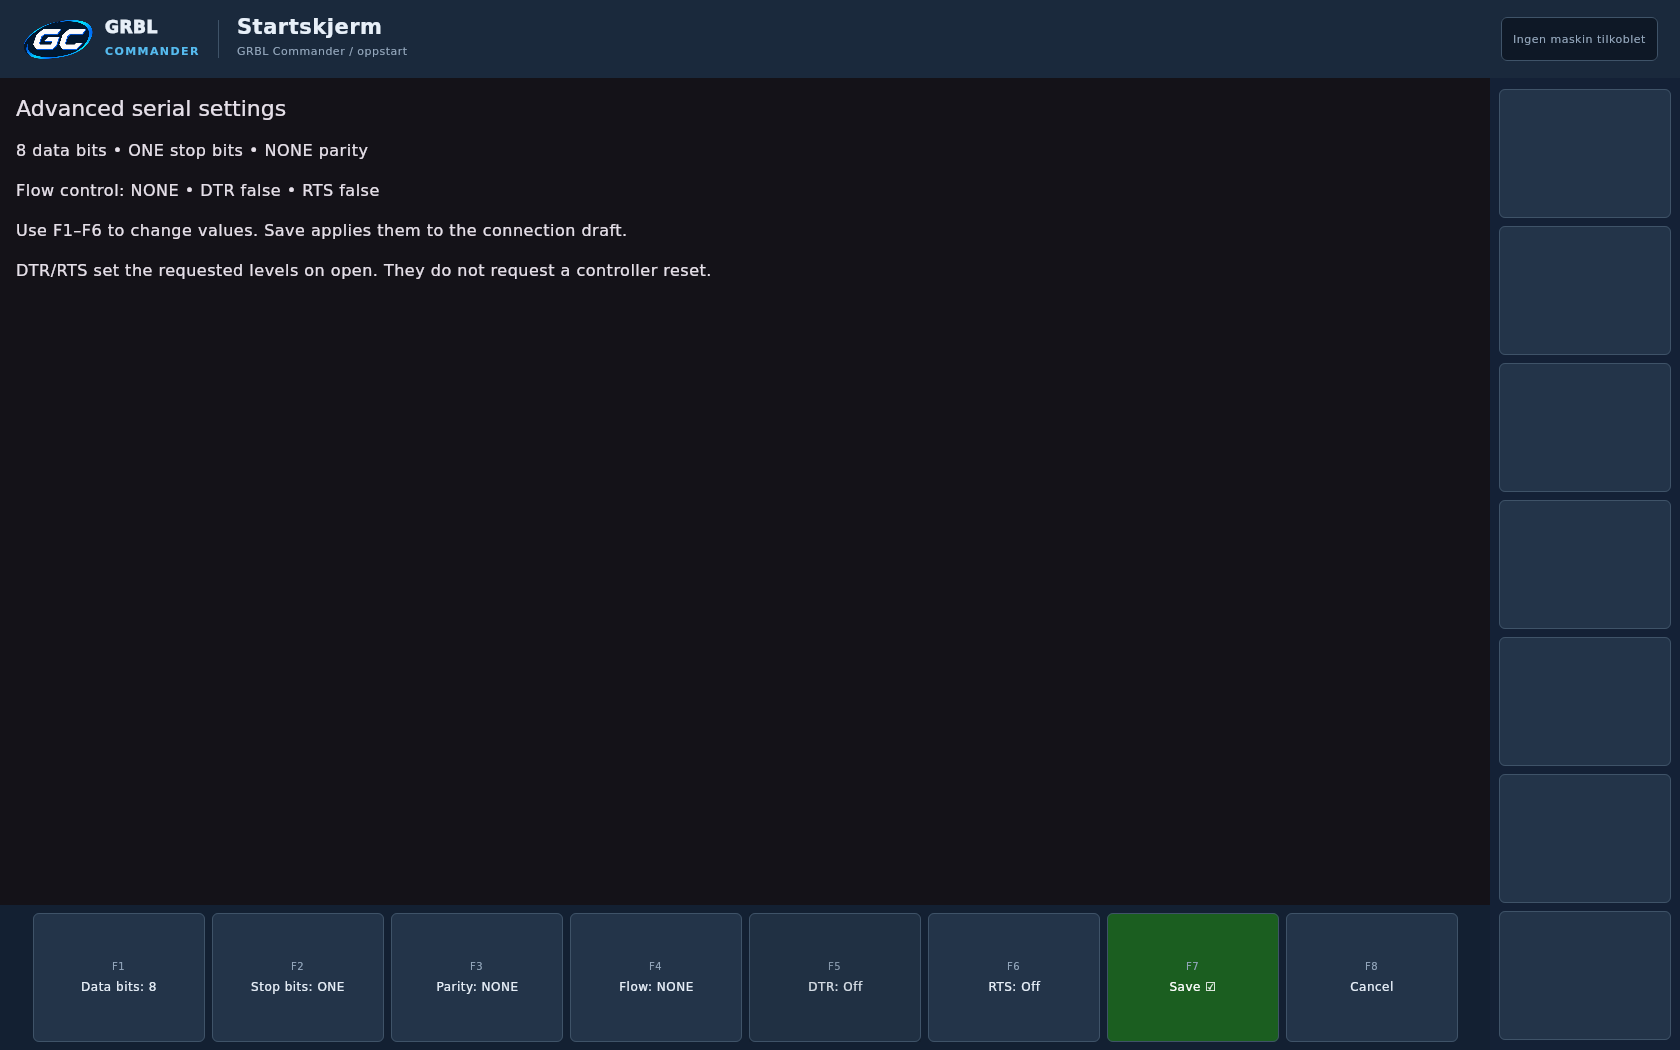 GC
GRBL
COMMANDER
Startskjerm
GRBL Commander / oppstart
Ingen maskin tilkoblet
Advanced serial settings
8 data bits • ONE stop bits • NONE parity
Flow control: NONE • DTR false • RTS false
Use F1–F6 to change values. Save applies them to the connection draft.
DTR/RTS set the requested levels on open. They do not request a controller reset.
F1
Data bits: 8
F2
Stop bits: ONE
F3
Parity: NONE
F4
Flow: NONE
F5
DTR: Off
F6
RTS: Off
F7
Save ☑
F8
Cancel